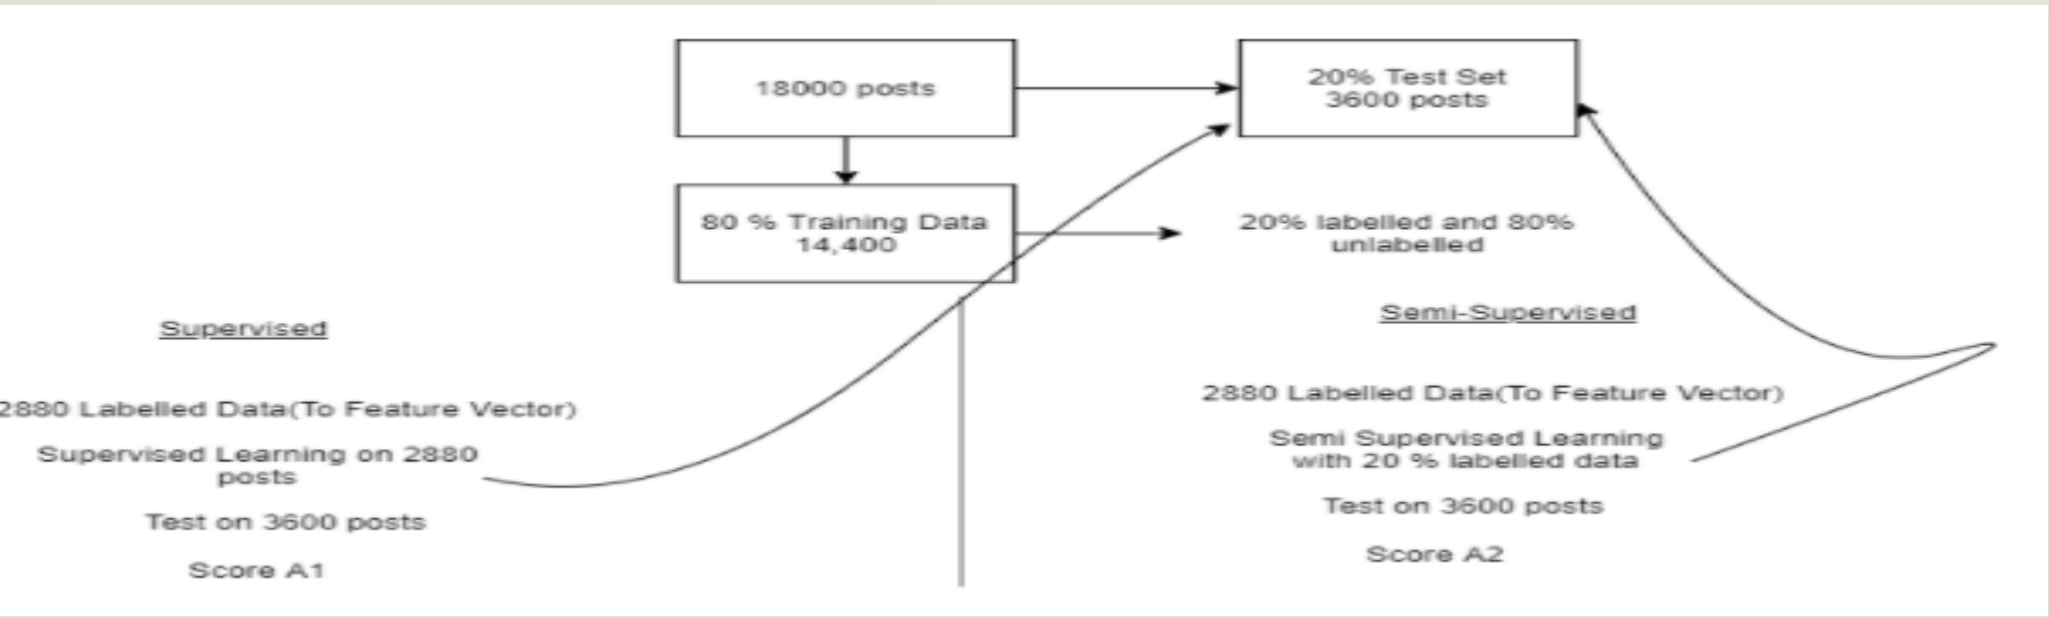 18000 posts
20% Test Set
3600 posts
80 % Training Data
14,400
20% labelled and 80%
unlabelled
Supervised
2880 Labelled Data(To Feature Vector)
Supervised Learning on 2880
posts
Test on 3600 posts
Score A1
Semi-Supervised
2880 Labelled Data(To Feature Vector)
Semi Supervised Learning
with 20 % labelled data
Test on 3600 posts
Score A2